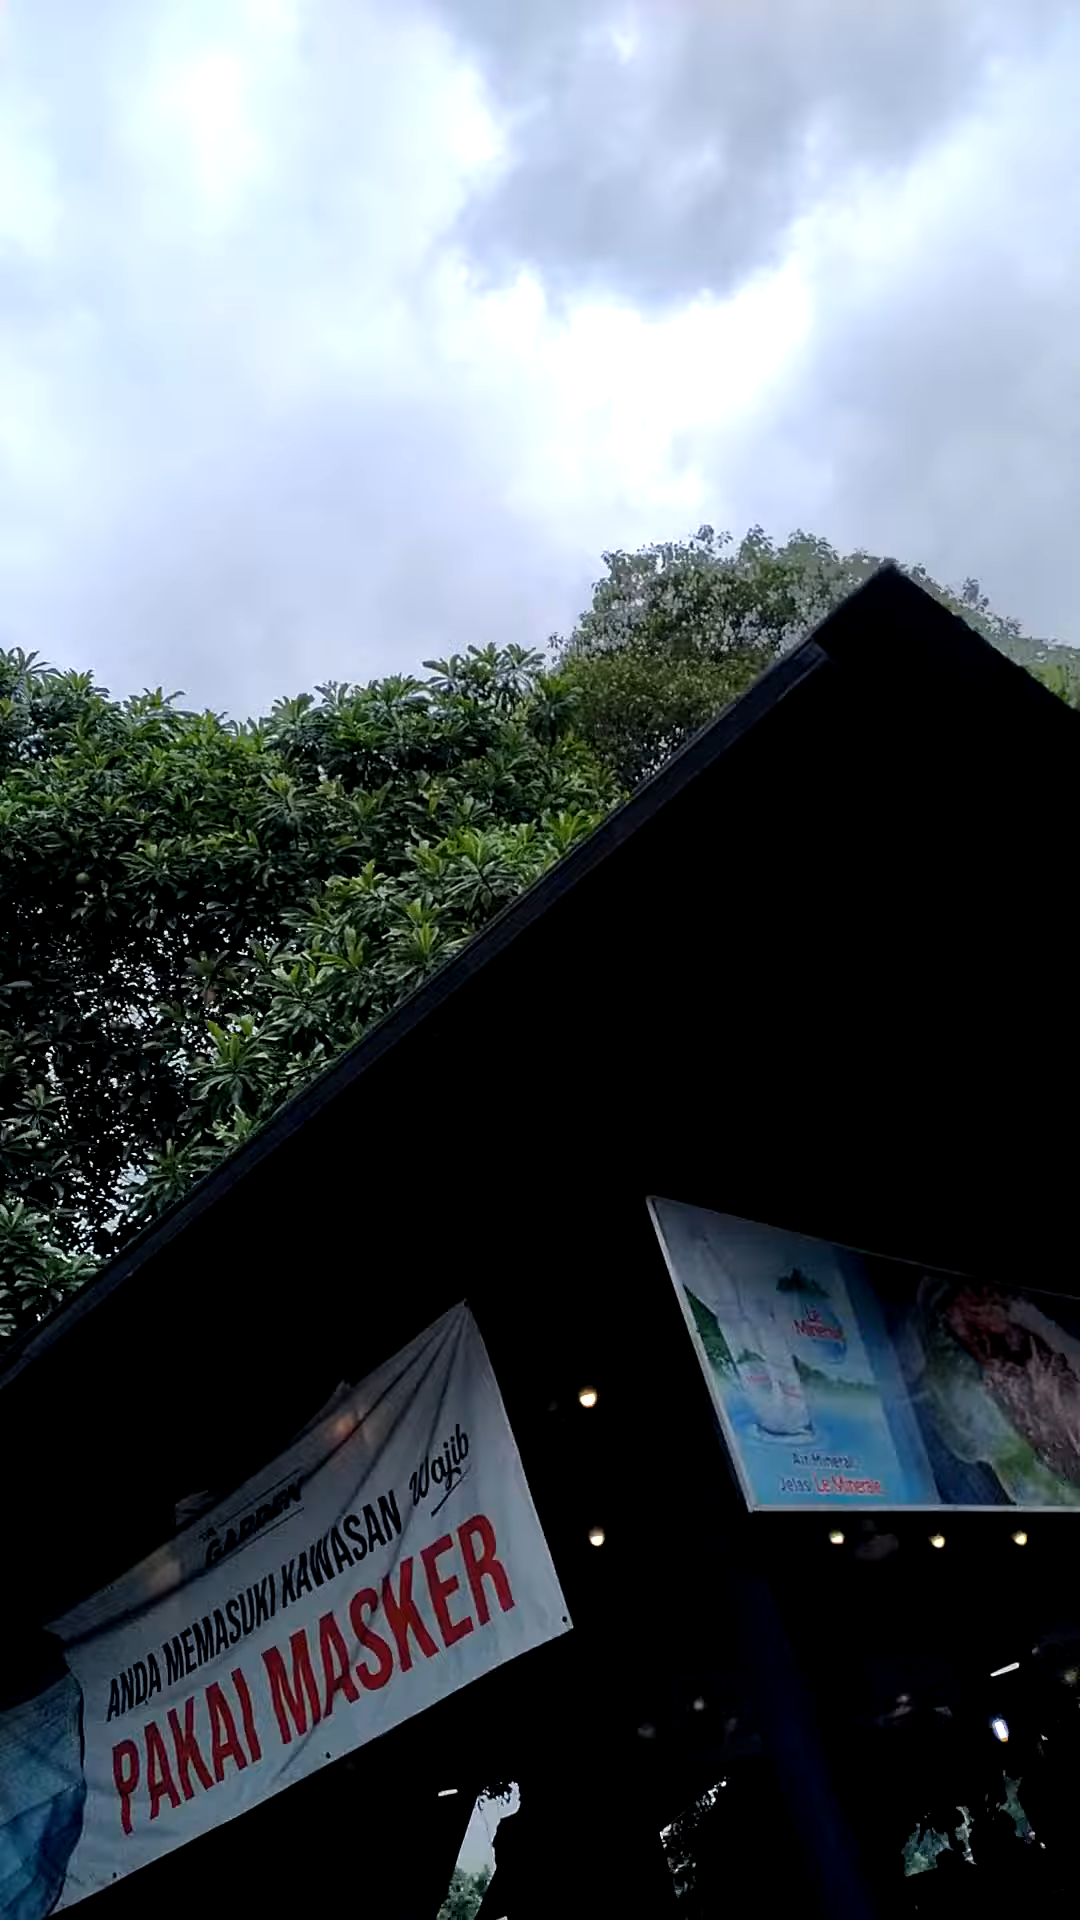 GARDEN
ANDA MEMASUKI KAWASAN Wajib
PAKAI MASKER
Le
Minerale
Air Mineral.
Jelas Le Minerale